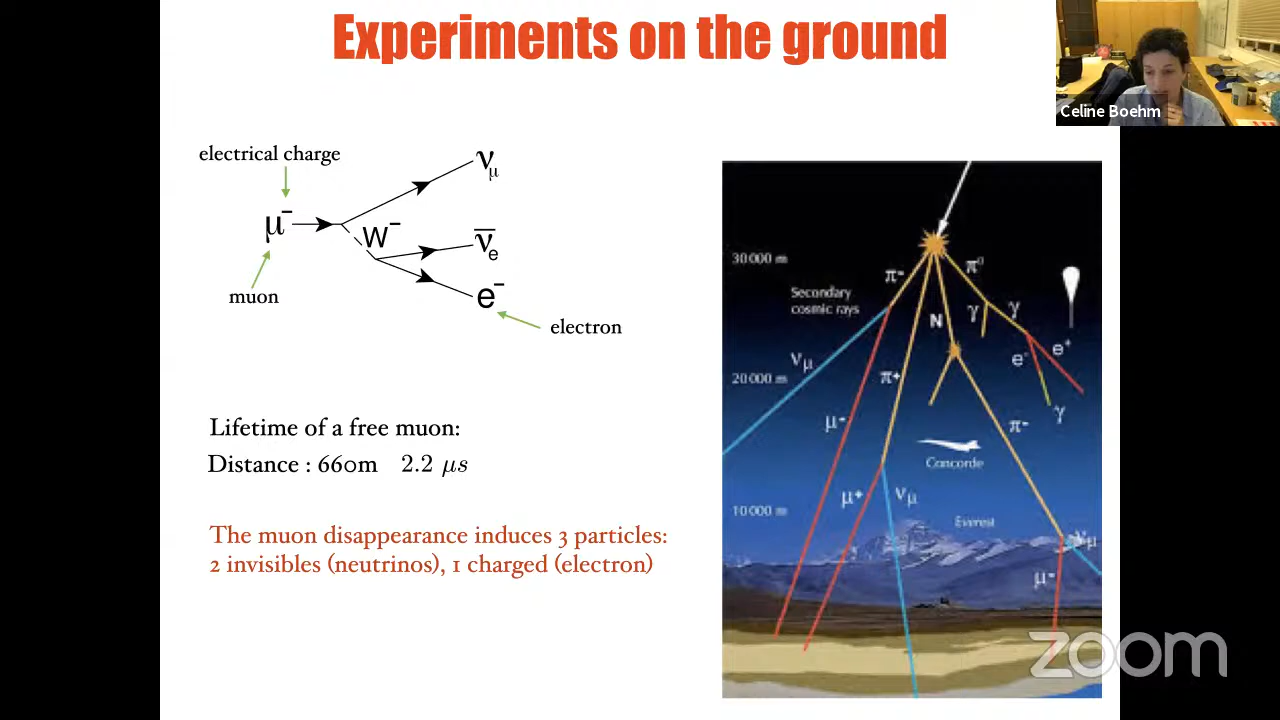 Experiments on the ground
Celine Boehm
electrical charge
μ⁻
muon
W⁻
ν_μ
ν̄_e
e⁻
electron
Lifetime of a free muon:
Distance : 660m 2.2 μs
The muon disappearance induces 3 particles:
2 invisibles (neutrinos), 1 charged (electron)
30 000 m
Secondary
cosmic rays
π-
π⁰
N
γ
γ
e⁻
e⁺
γ
ν_μ
20 000 m
π+
μ-
π-
Concorde
μ+
ν_μ
10 000 m
Everest
ν_μ
μ-
zoom